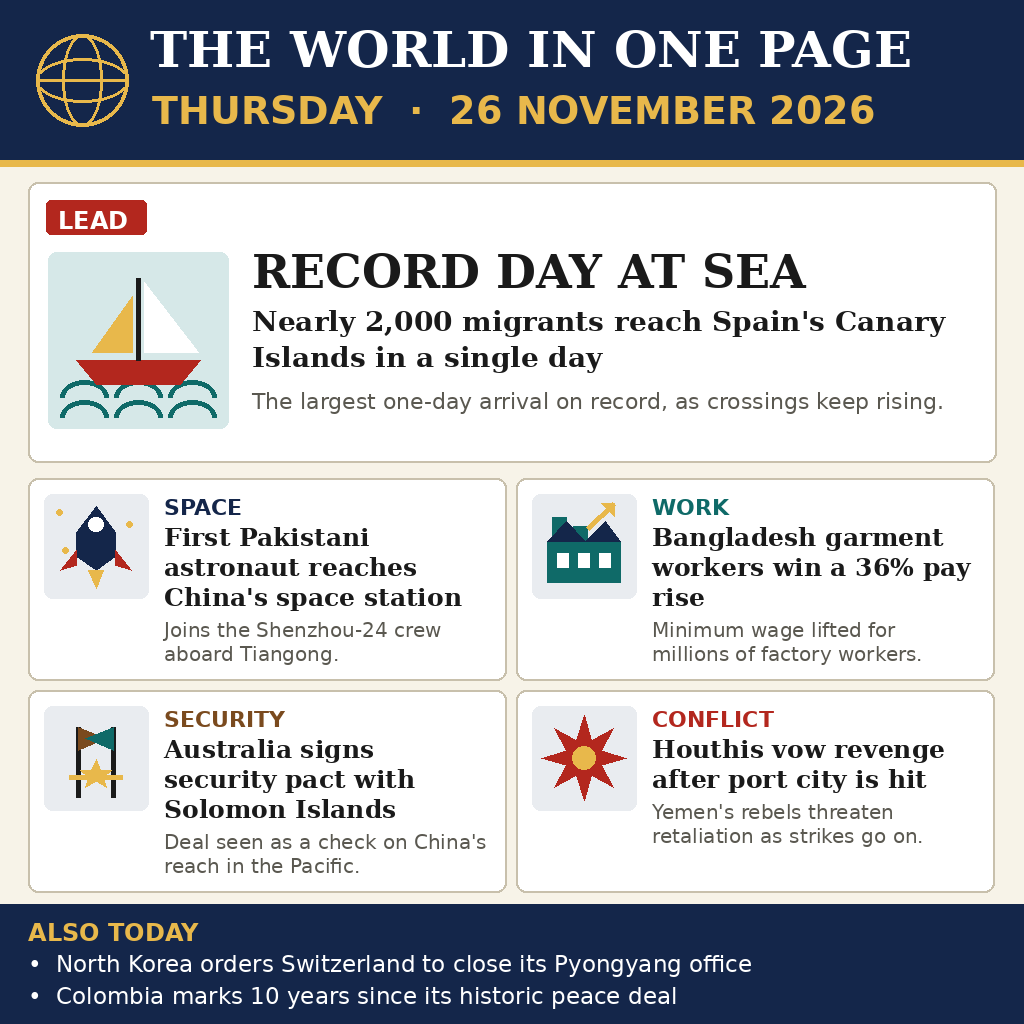 THE WORLD IN ONE PAGE
THURSDAY · 26 NOVEMBER 2026
LEAD
RECORD DAY AT SEA
Nearly 2,000 migrants reach Spain's Canary
Islands in a single day
The largest one-day arrival on record, as crossings keep rising.
SPACE
First Pakistani
astronaut reaches
China's space station
Joins the Shenzhou-24 crew
aboard Tiangong.
WORK
Bangladesh garment
workers win a 36% pay
rise
Minimum wage lifted for
millions of factory workers.
SECURITY
Australia signs
security pact with
Solomon Islands
Deal seen as a check on China's
reach in the Pacific.
CONFLICT
Houthis vow revenge
after port city is hit
Yemen's rebels threaten
retaliation as strikes go on.
ALSO TODAY
• North Korea orders Switzerland to close its Pyongyang office
• Colombia marks 10 years since its historic peace deal